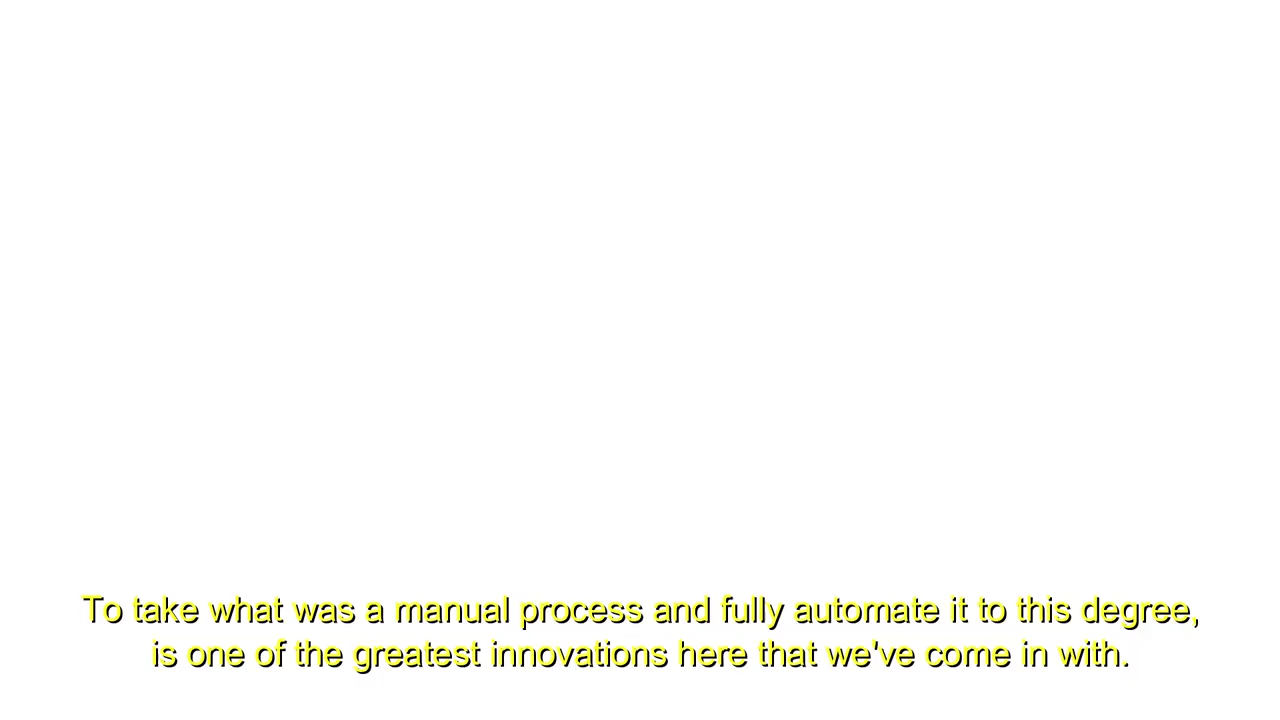 To take what was a manual process and fully automate it to this degree,
is one of the greatest innovations here that we've come in with.